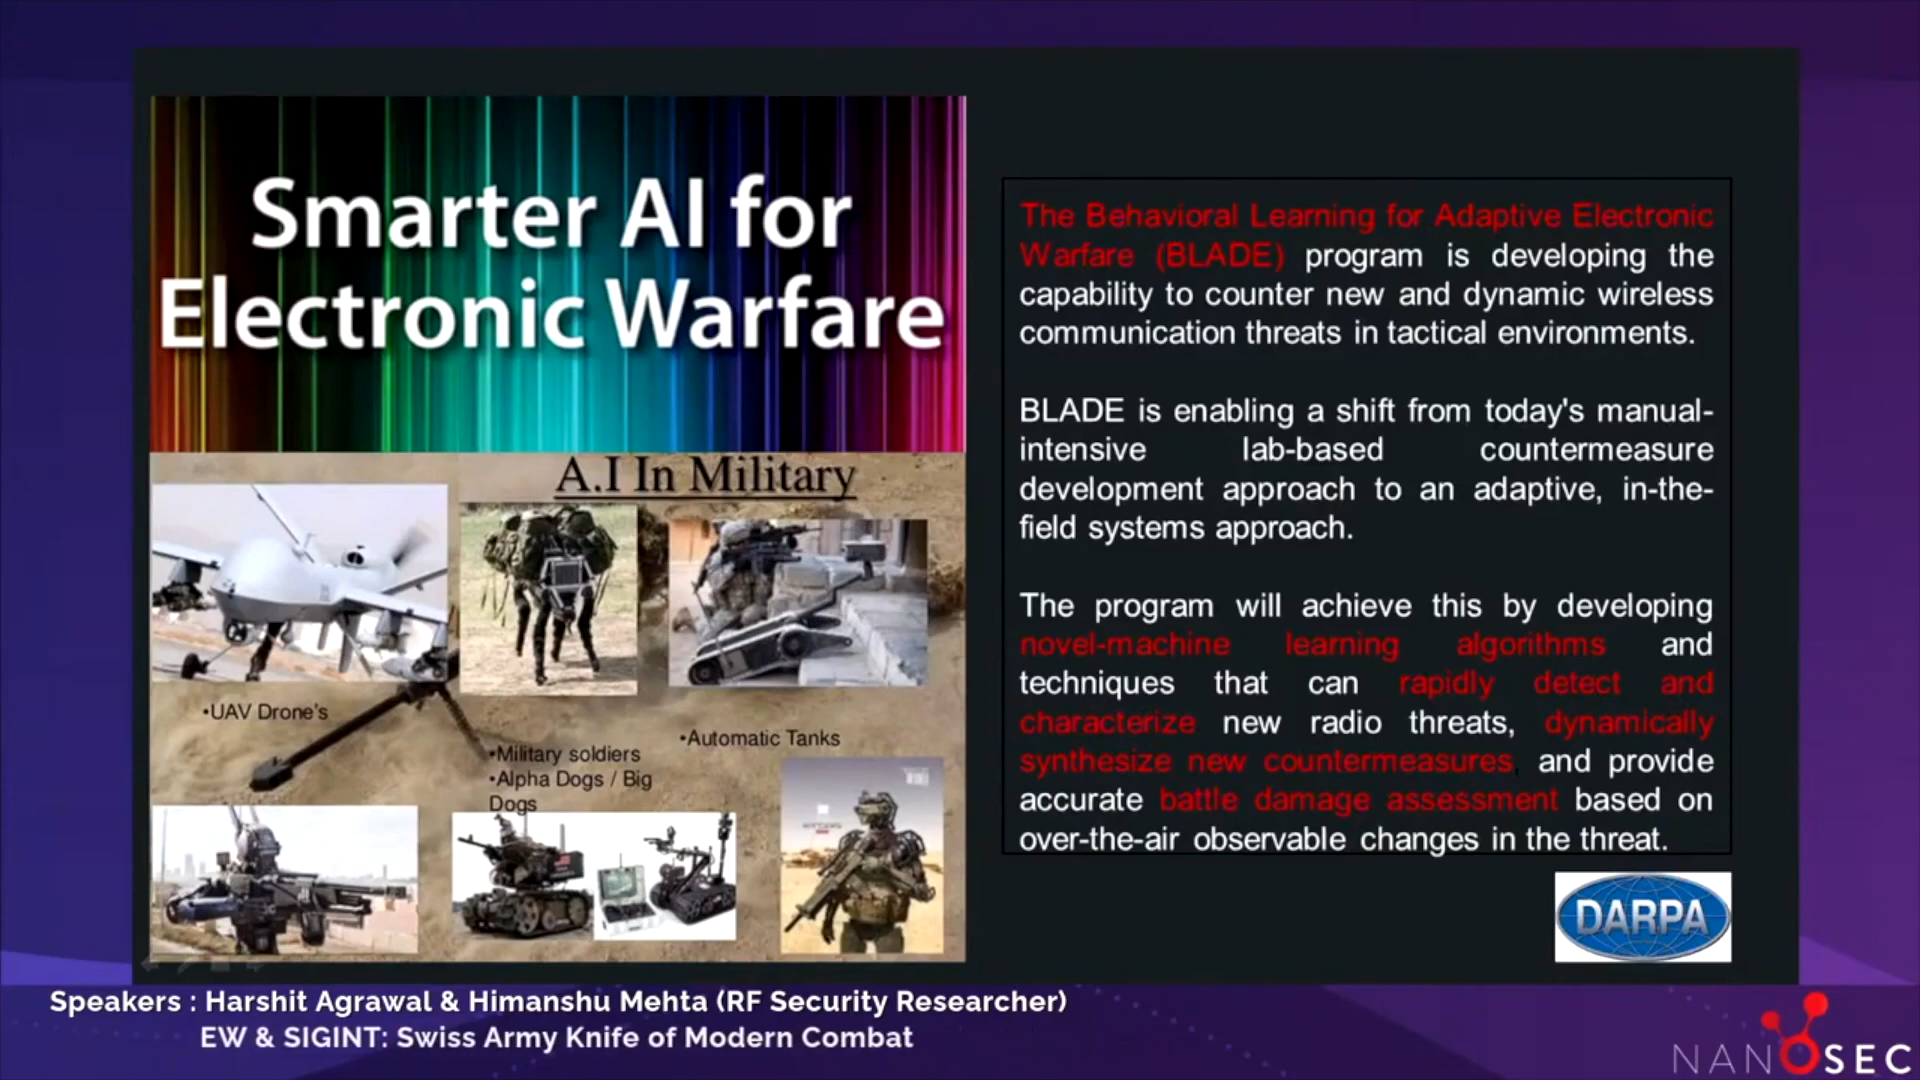 Smarter AI for
Electronic Warfare
A.I In Military
•UAV Drone's
•Military soldiers
•Alpha Dogs / Big
Dogs
•Automatic Tanks
The Behavioral Learning for Adaptive Electronic
Warfare (BLADE) program is developing the
capability to counter new and dynamic wireless
communication threats in tactical environments.
BLADE is enabling a shift from today's manual-
intensive lab-based countermeasure
development approach to an adaptive, in-the-
field systems approach.
The program will achieve this by developing
novel-machine learning algorithms and
techniques that can rapidly detect and
characterize new radio threats, dynamically
synthesize new countermeasures, and provide
accurate battle damage assessment based on
over-the-air observable changes in the threat.
DARPA
Speakers : Harshit Agrawal & Himanshu Mehta (RF Security Researcher)
EW & SIGINT: Swiss Army Knife of Modern Combat
NANOSEC